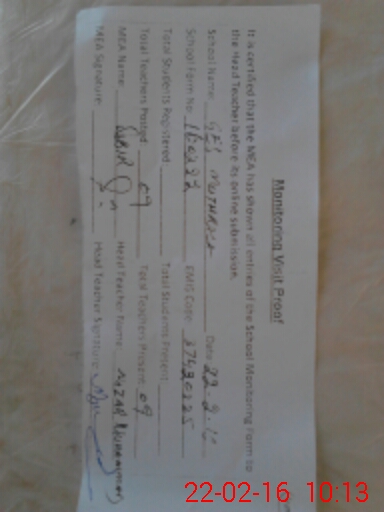 Monitoring Visit Proof
It is certified that the MEA has shown all entries of the School Monitoring Form to
the Head Teacher before its online submission.
School Name: GES Date: 22-2-16
School Form No: EMIS Code: 37420225
Total Students Registered: Total Students Present:
Total Teachers Posted: 09 Total Teachers Present: 09
MEA Name: Head Teacher Name: NIZAR
MEA Signature: Head Teacher Signature:
22-02-16 10:13